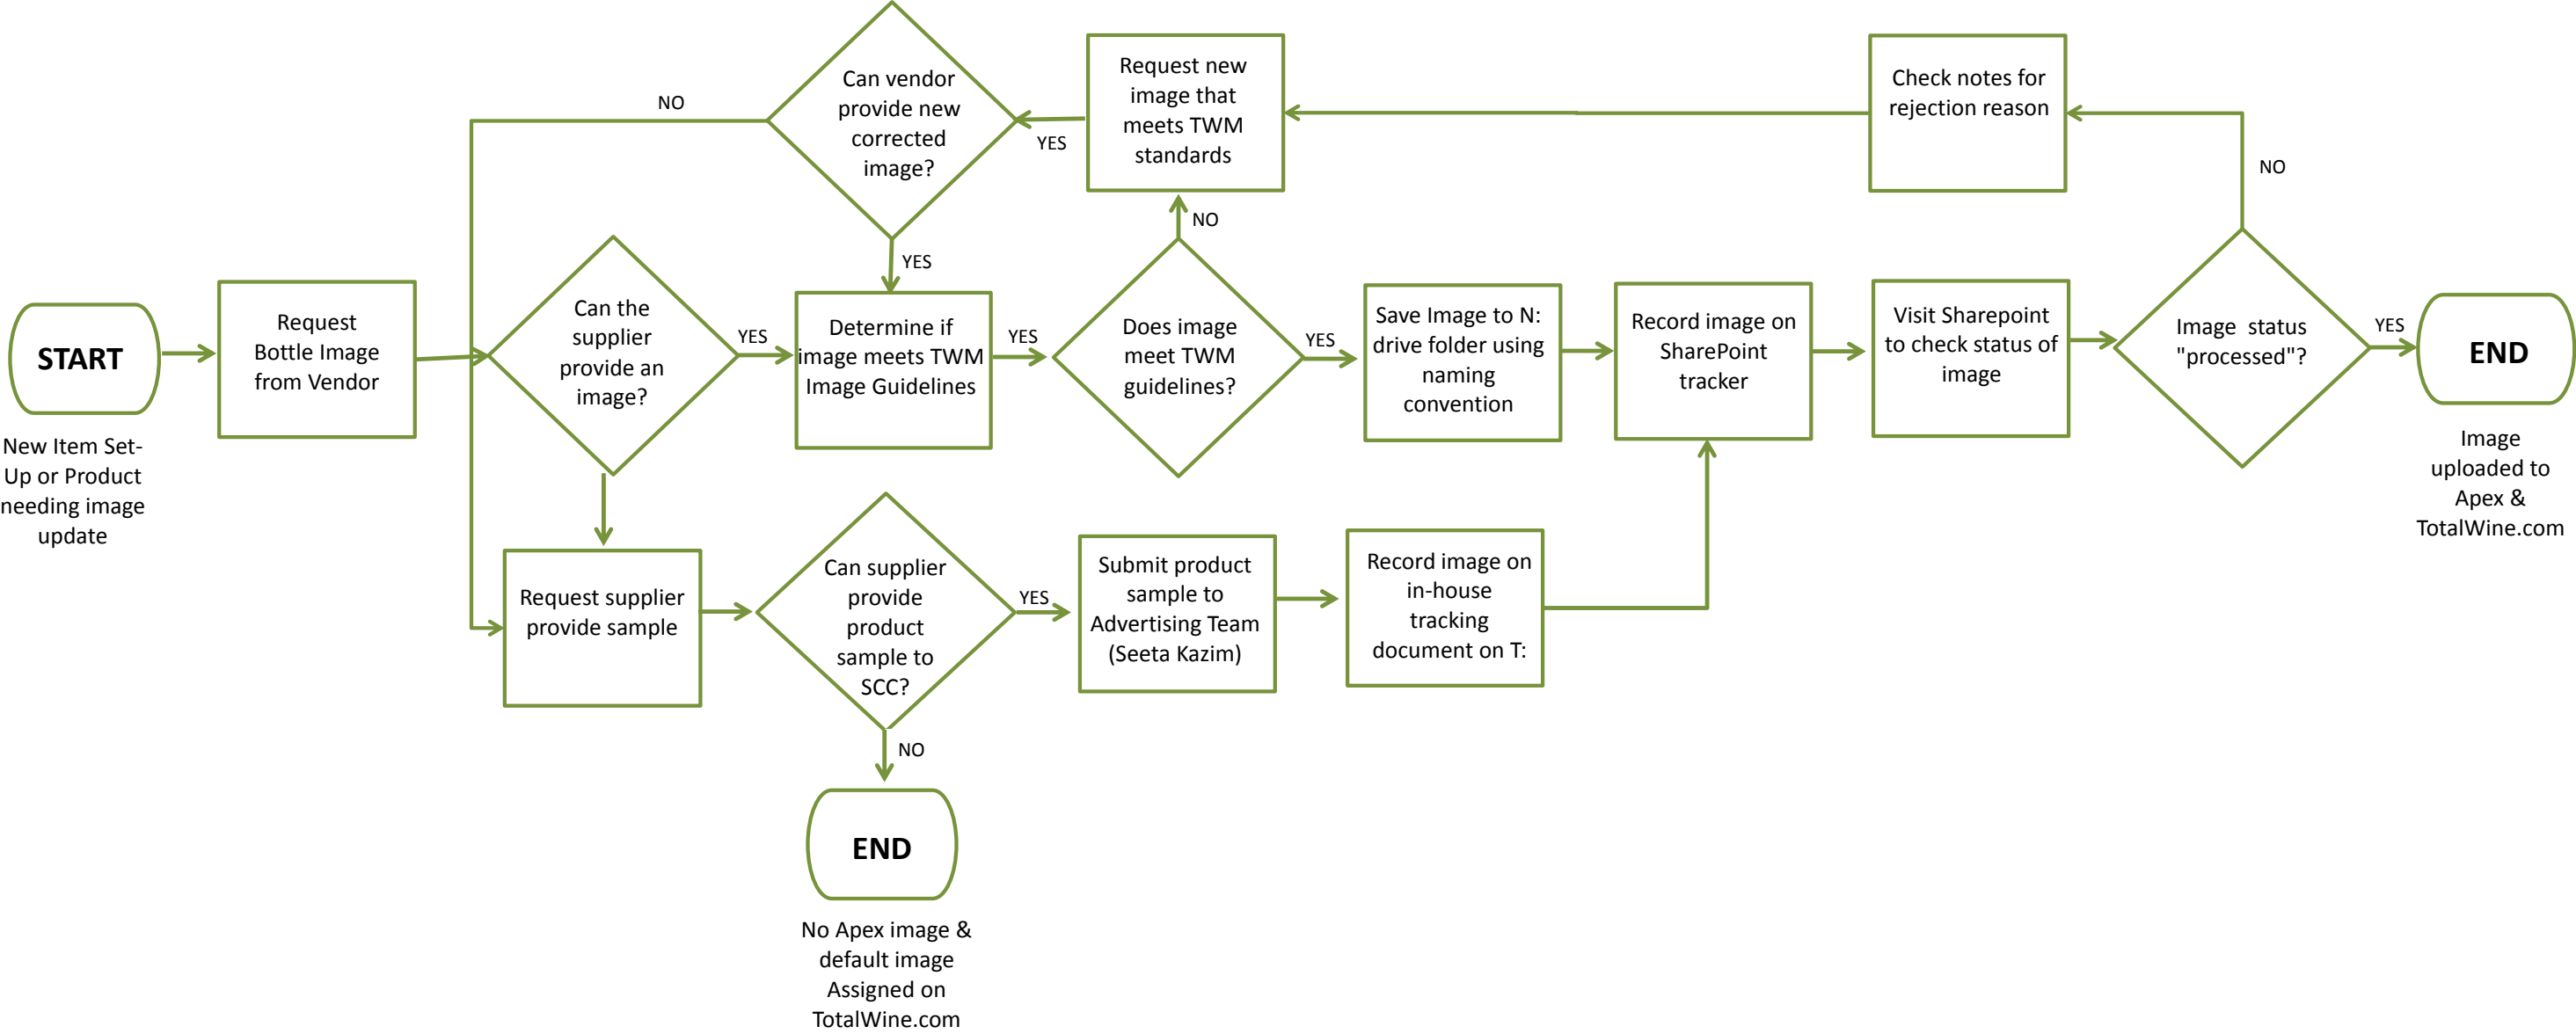 Can vendor
provide new
corrected
image?
Request new
image that
meets TWM
standards
Check notes for
rejection reason
NO
YES
NO
NO
YES
START
New Item Set-
Up or Product
needing image
update
Request
Bottle Image
from Vendor
Can the
supplier
provide an
image?
YES
Determine if
image meets TWM
Image Guidelines
YES
Does image
meet TWM
guidelines?
YES
Save Image to N:
drive folder using
naming
convention
Record image on
SharePoint
tracker
Visit Sharepoint
to check status of
image
Image status
"processed"?
YES
END
Image
uploaded to
Apex &
TotalWine.com
Request supplier
provide sample
Can supplier
provide
product
sample to
SCC?
YES
Submit product
sample to
Advertising Team
(Seeta Kazim)
Record image on
in-house
tracking
document on T:
NO
END
No Apex image &
default image
Assigned on
TotalWine.com